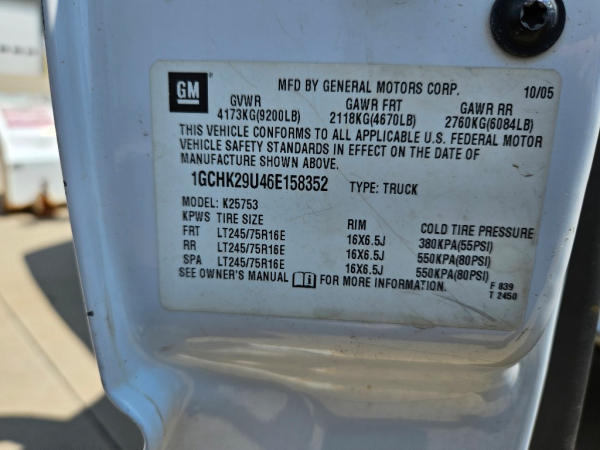 GM MFD BY GENERAL MOTORS CORP. 10/05
GVWR GAWR FRT GAWR RR
4173KG(9200LB) 2118KG(4670LB) 2760KG(6084LB)
THIS VEHICLE CONFORMS TO ALL APPLICABLE U.S. FEDERAL MOTOR
VEHICLE SAFETY STANDARDS IN EFFECT ON THE DATE OF
MANUFACTURE SHOWN ABOVE.
1GCHK29U46E158352 TYPE: TRUCK
MODEL: K25753
KPWS TIRE SIZE RIM COLD TIRE PRESSURE
FRT LT245/75R16E 16X6.5J 380KPA(55PSI)
RR LT245/75R16E 16X6.5J 550KPA(80PSI)
SPA LT245/75R16E 16X6.5J 550KPA(80PSI)
SEE OWNER'S MANUAL FOR MORE INFORMATION. F 839
T 2450